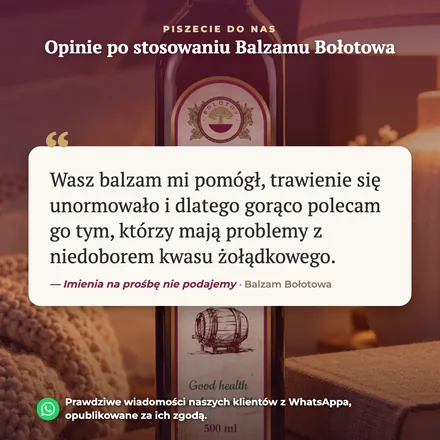 PISZECIE DO NAS
Opinie po stosowaniu Balzamu Bołotowa
BOLOTOV
“
Wasz balzam mi pomógł, trawienie się
unormowało i dlatego gorąco polecam
go tym, którzy mają problemy z
niedoborem kwasu żołądkowego.
— Imienia na prośbę nie podajemy · Balzam Bołotowa
Good health
Prawdziwe wiadomości naszych klientów z WhatsAppa,
opublikowane za ich zgodą.
500 ml